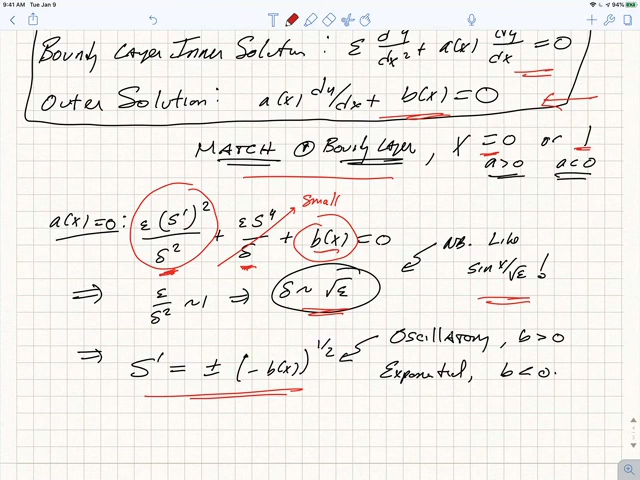 9:41 AM Tue Jan 9
94%
Boundry Layer Inner Solution: ε d²y/dx² + a(x) dy/dx = 0
Outer Solution: a(x) dy/dx + b(x) = 0
MATCH @ Boundry Layer, X = 0 or 1
a>0 a<0
small
a(x)=0: ε(S')²/δ² + εS"/δ + b(x) = 0
NB. Like
sin x/√ε !
⇒ ε/δ² ~ 1 ⇒ δ ~ √ε
⇒ S' = ± (-b(x))^1/2
Oscillatory, b > 0
Exponential, b < 0.